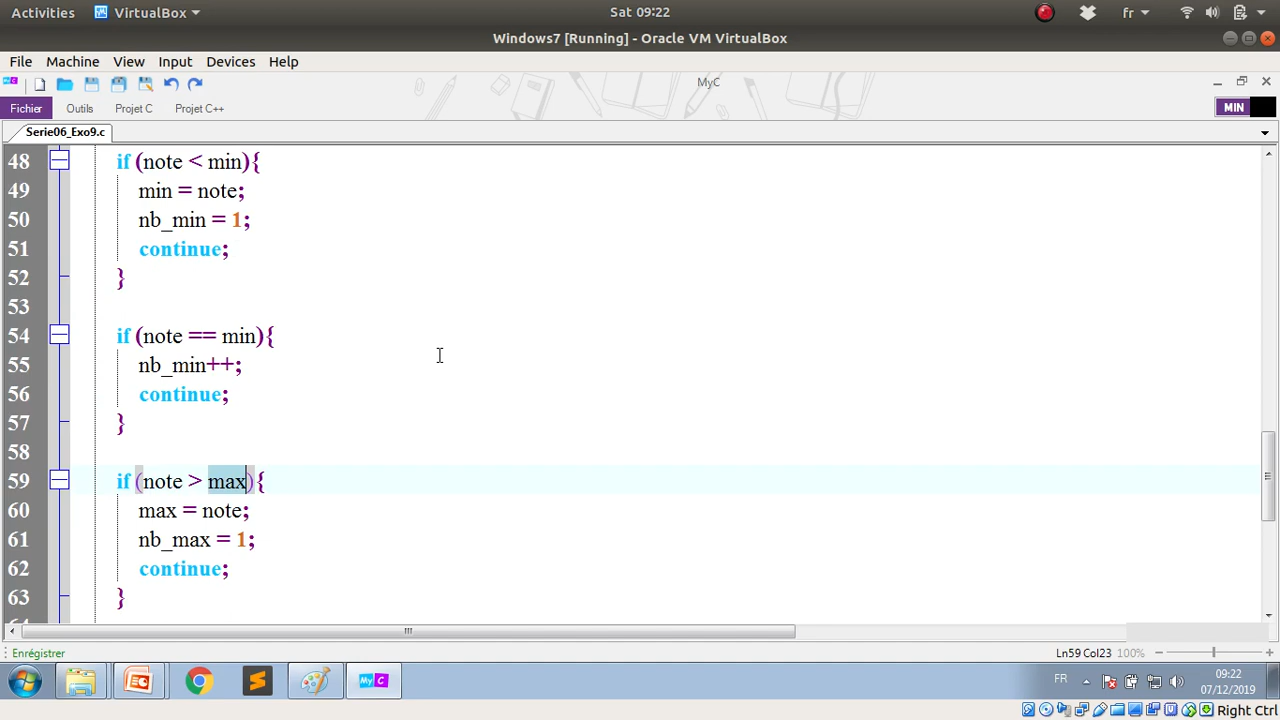 Activities VirtualBox Sat 09:22 fr
Windows7 [Running] - Oracle VM VirtualBox
File Machine View Input Devices Help
MyC
Fichier Outils Projet C Projet C++ MIN
Serie06_Exo9.c
48 if (note < min){
49 min = note;
50 nb_min = 1;
51 continue;
52 }
53
54 if (note == min){
55 nb_min++;
56 continue;
57 }
58
59 if (note > max){
60 max = note;
61 nb_max = 1;
62 continue;
63 }
Enrégistrer Ln59 Col23 100%
MyC FR 09:22
07/12/2019
Right Ctrl